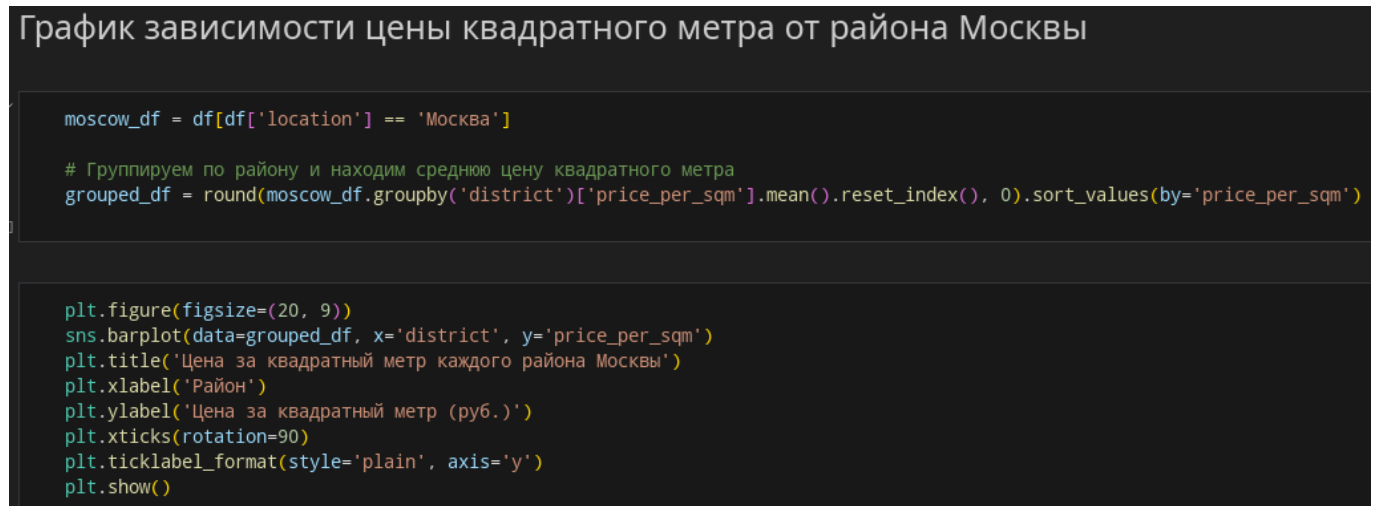 График зависимости цены квадратного метра от района Москвы
moscow_df = df[df['location'] == 'Москва']
# Группируем по району и находим среднюю цену квадратного метра
grouped_df = round(moscow_df.groupby('district')['price_per_sqm'].mean().reset_index(), 0).sort_values(by='price_per_sqm')
plt.figure(figsize=(20, 9))
sns.barplot(data=grouped_df, x='district', y='price_per_sqm')
plt.title('Цена за квадратный метр каждого района Москвы')
plt.xlabel('Район')
plt.ylabel('Цена за квадратный метр (руб.)')
plt.xticks(rotation=90)
plt.ticklabel_format(style='plain', axis='y')
plt.show()